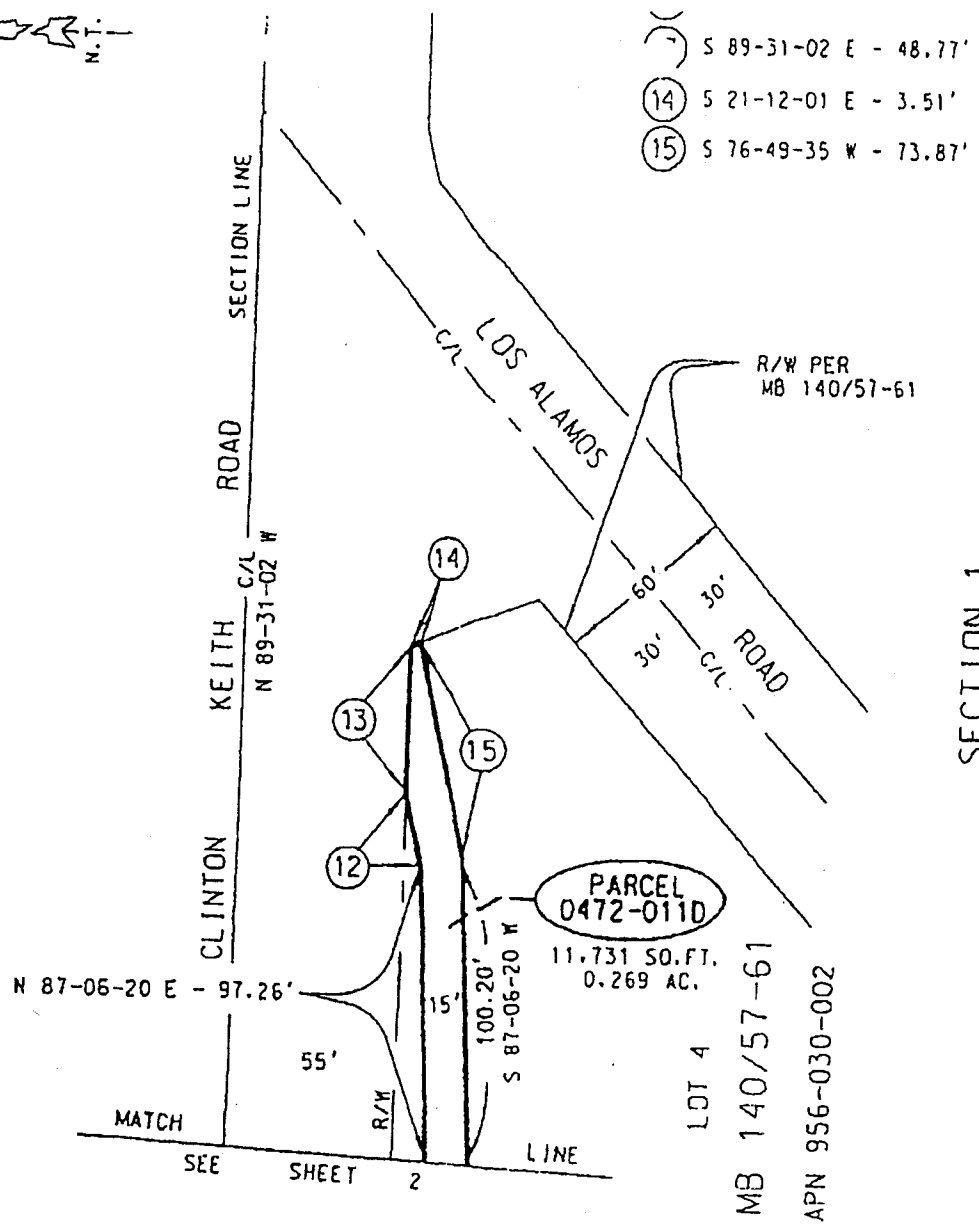 N.T.
S 89-31-02 E - 48.77'
14 S 21-12-01 E - 3.51'
15 S 76-49-35 W - 73.87'
SECTION LINE
LOS ALAMOS
C/L
R/W PER
MB 140/57-61
KEITH ROAD
C/L
N 89-31-02 W
14
60'
30'
30'
ROAD
C/L
SECTION 1
13
15
12
CLINTON
PARCEL
0472-011D
11,731 SQ.FT.
0.269 AC.
N 87-06-20 E - 97.26'
15'
100.20'
S 87-06-20 W
55'
R/W
LOT 4
MB 140/57-61
APN 956-030-002
MATCH LINE
SEE SHEET 2